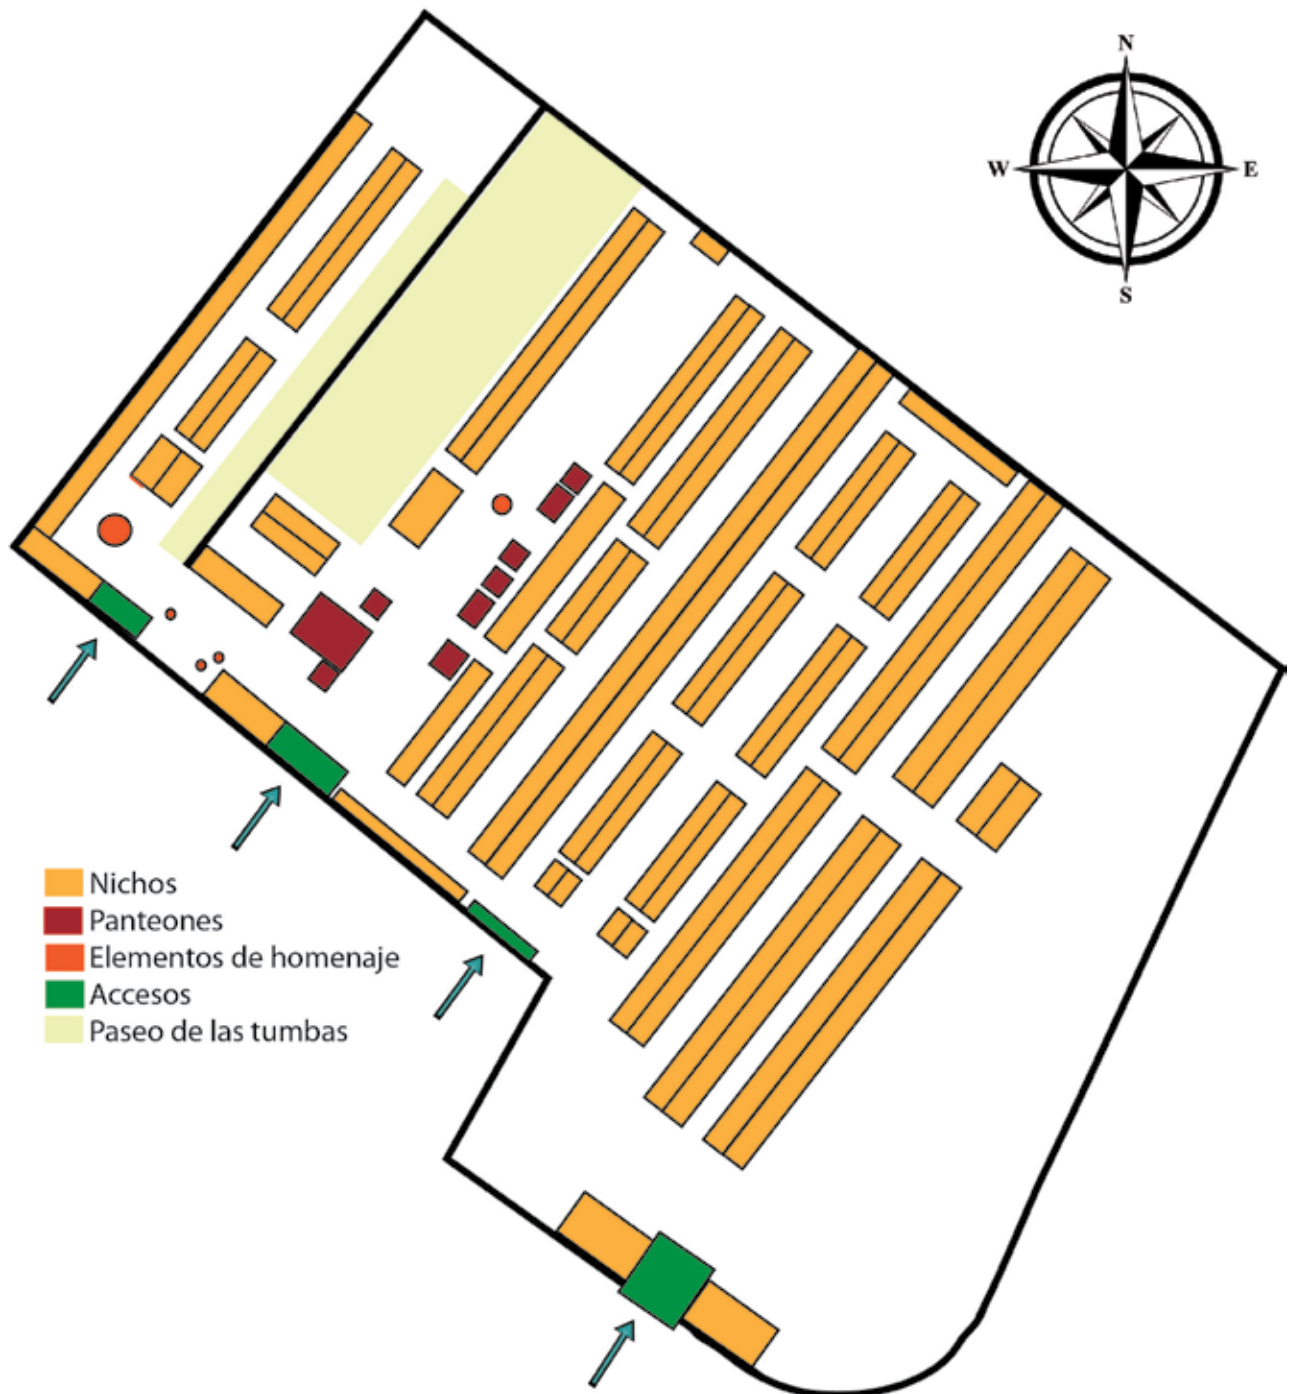 N
W
E
S
Nichos
Panteones
Elementos de homenaje
Accesos
Paseo de las tumbas